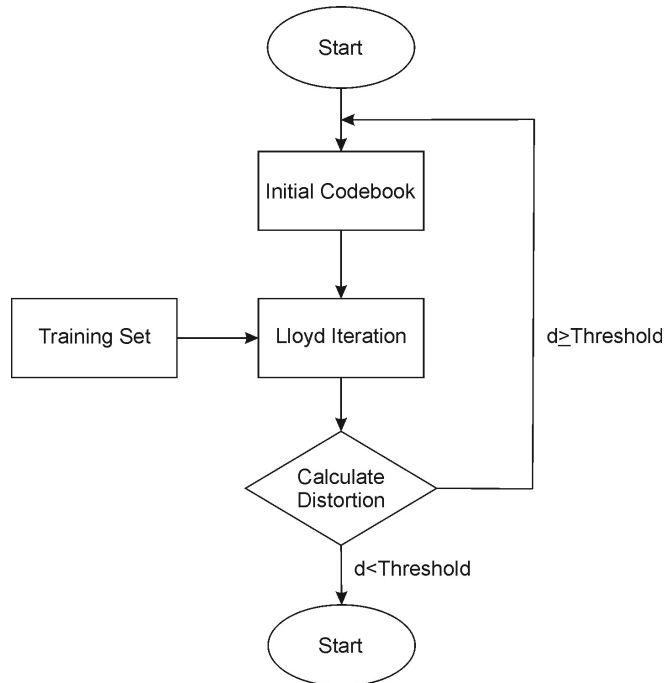 Start
Initial Codebook
Training Set
Lloyd Iteration
d≥Threshold
Calculate
Distortion
d<Threshold
Start